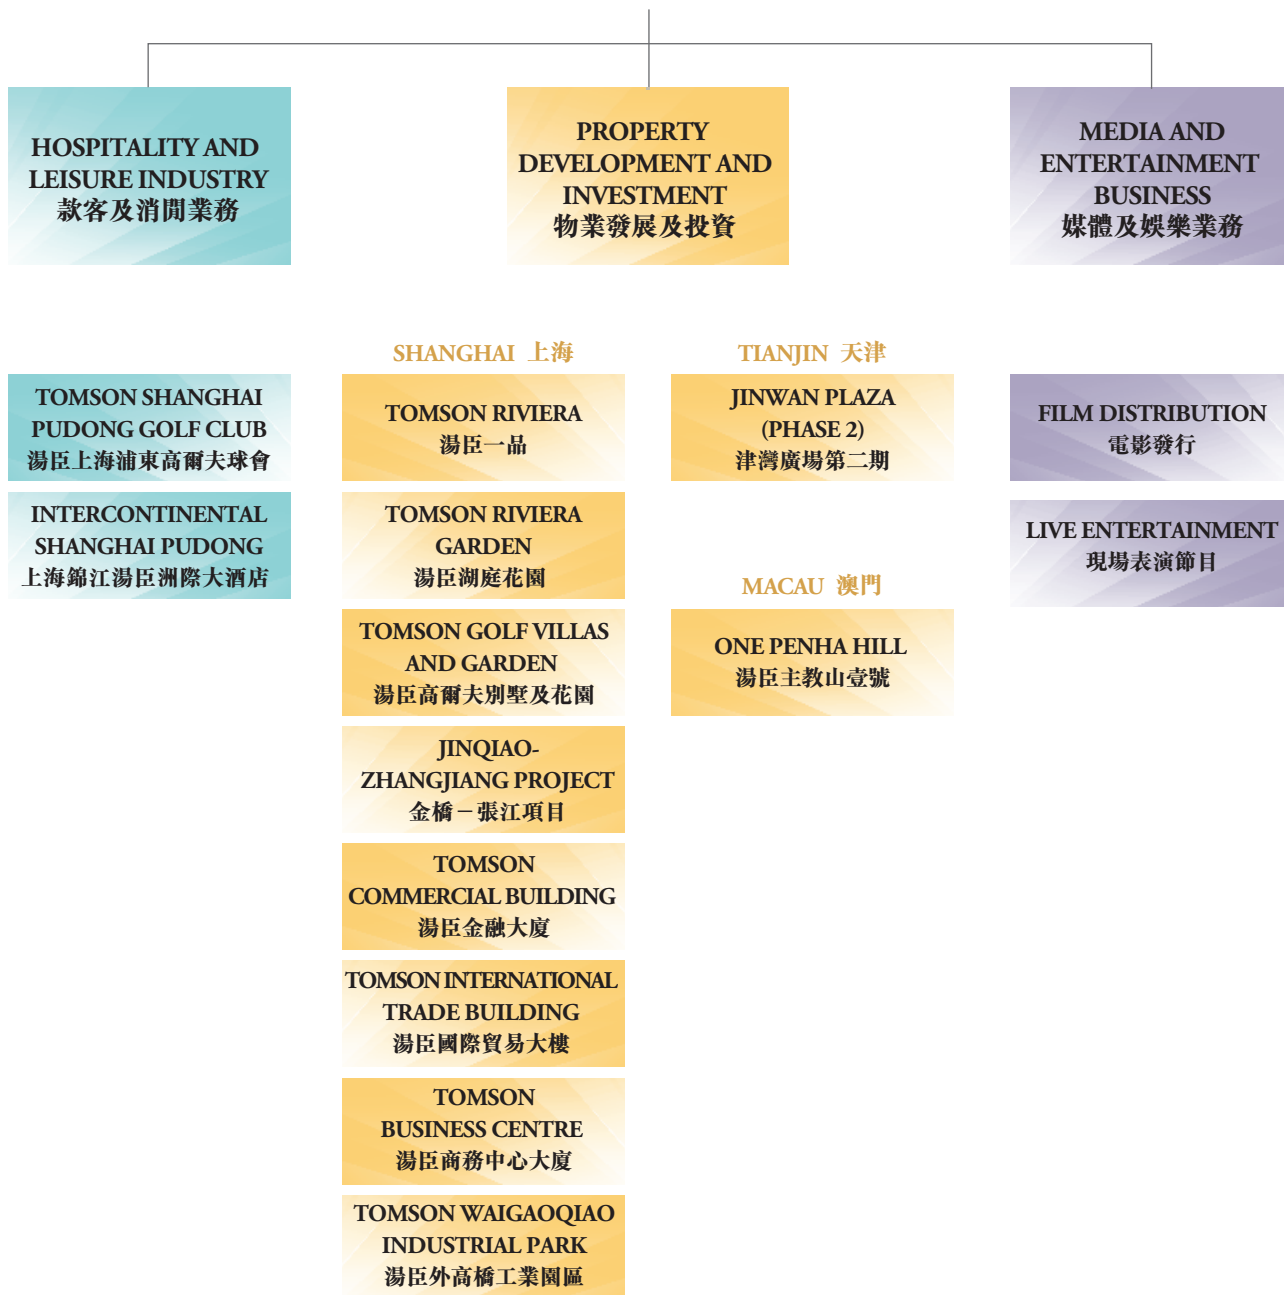 HOSPITALITY AND
LEISURE INDUSTRY
款客及消閒業務
PROPERTY
DEVELOPMENT AND
INVESTMENT
物業發展及投資
MEDIA AND
ENTERTAINMENT
BUSINESS
媒體及娛樂業務
TOMSON SHANGHAI
PUDONG GOLF CLUB
湯臣上海浦東高爾夫球會
INTERCONTINENTAL
SHANGHAI PUDONG
上海錦江湯臣洲際大酒店
SHANGHAI 上海
TOMSON RIVIERA
湯臣一品
TOMSON RIVIERA
GARDEN
湯臣湖庭花園
TOMSON GOLF VILLAS
AND GARDEN
湯臣高爾夫別墅及花園
JINQIAO-
ZHANGJIANG PROJECT
金橋－張江項目
TOMSON
COMMERCIAL BUILDING
湯臣金融大廈
TOMSON INTERNATIONAL
TRADE BUILDING
湯臣國際貿易大樓
TOMSON
BUSINESS CENTRE
湯臣商務中心大廈
TOMSON WAIGAOQIAO
INDUSTRIAL PARK
湯臣外高橋工業園區
TIANJIN 天津
JINWAN PLAZA
(PHASE 2)
津灣廣場第二期
MACAU 澳門
ONE PENHA HILL
湯臣主教山壹號
FILM DISTRIBUTION
電影發行
LIVE ENTERTAINMENT
現場表演節目